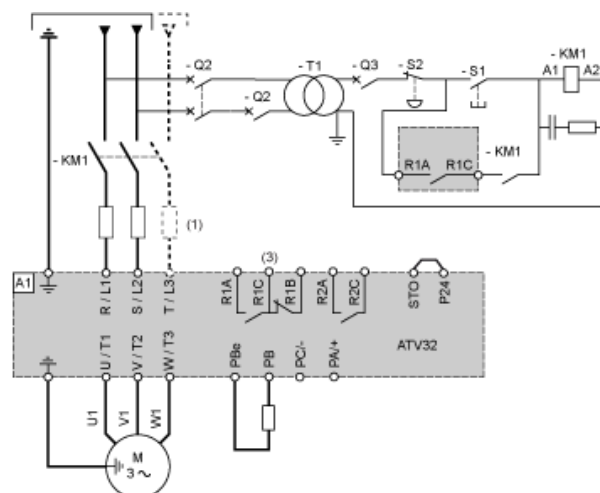 - Q2
- T1
- Q3
- S2
- S1
- KM1
A1
A2
- Q2
- KM1
R1A
R1C
- KM1
(1)
(3)
A1
R / L1
S / L2
T / L3
R1A
R1C
R1B
R2A
R2C
STO
P24
U / T1
V / T2
W / T3
PBe
PB
PC/-
PA/+
ATV32
U1
V1
W1
M
3 ~